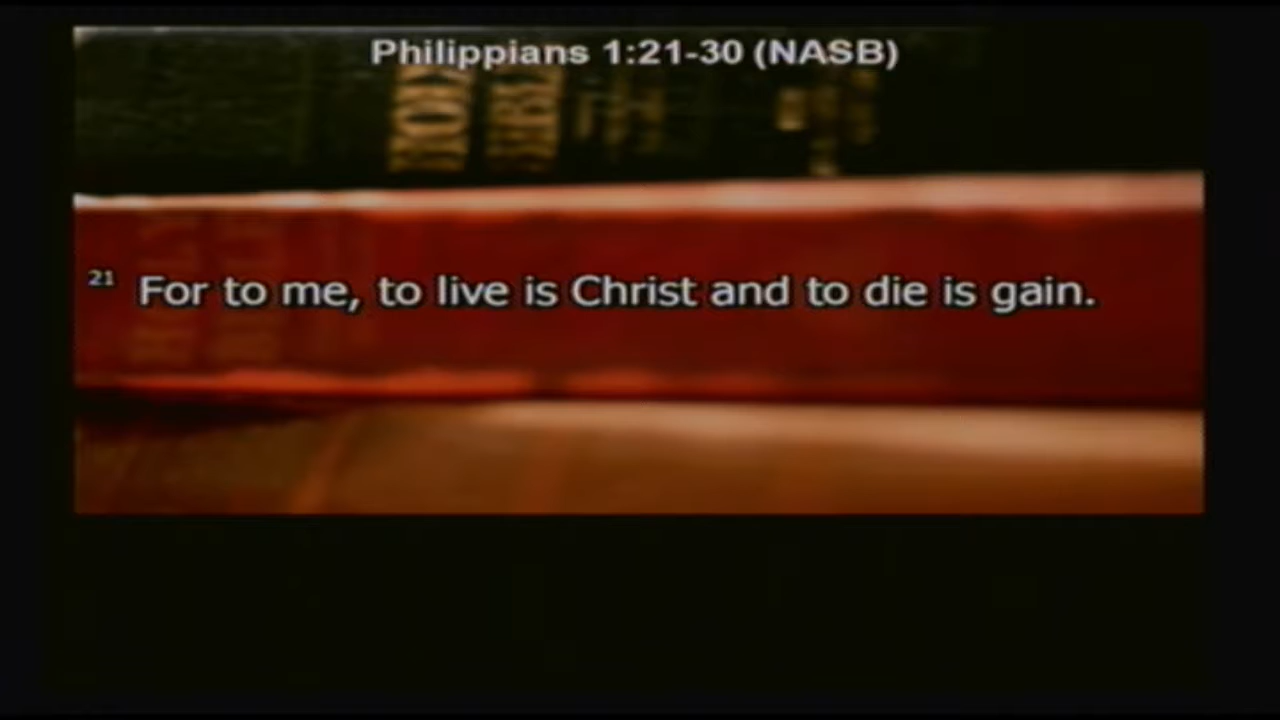 Philippians 1:21-30 (NASB)
21 For to me, to live is Christ and to die is gain.